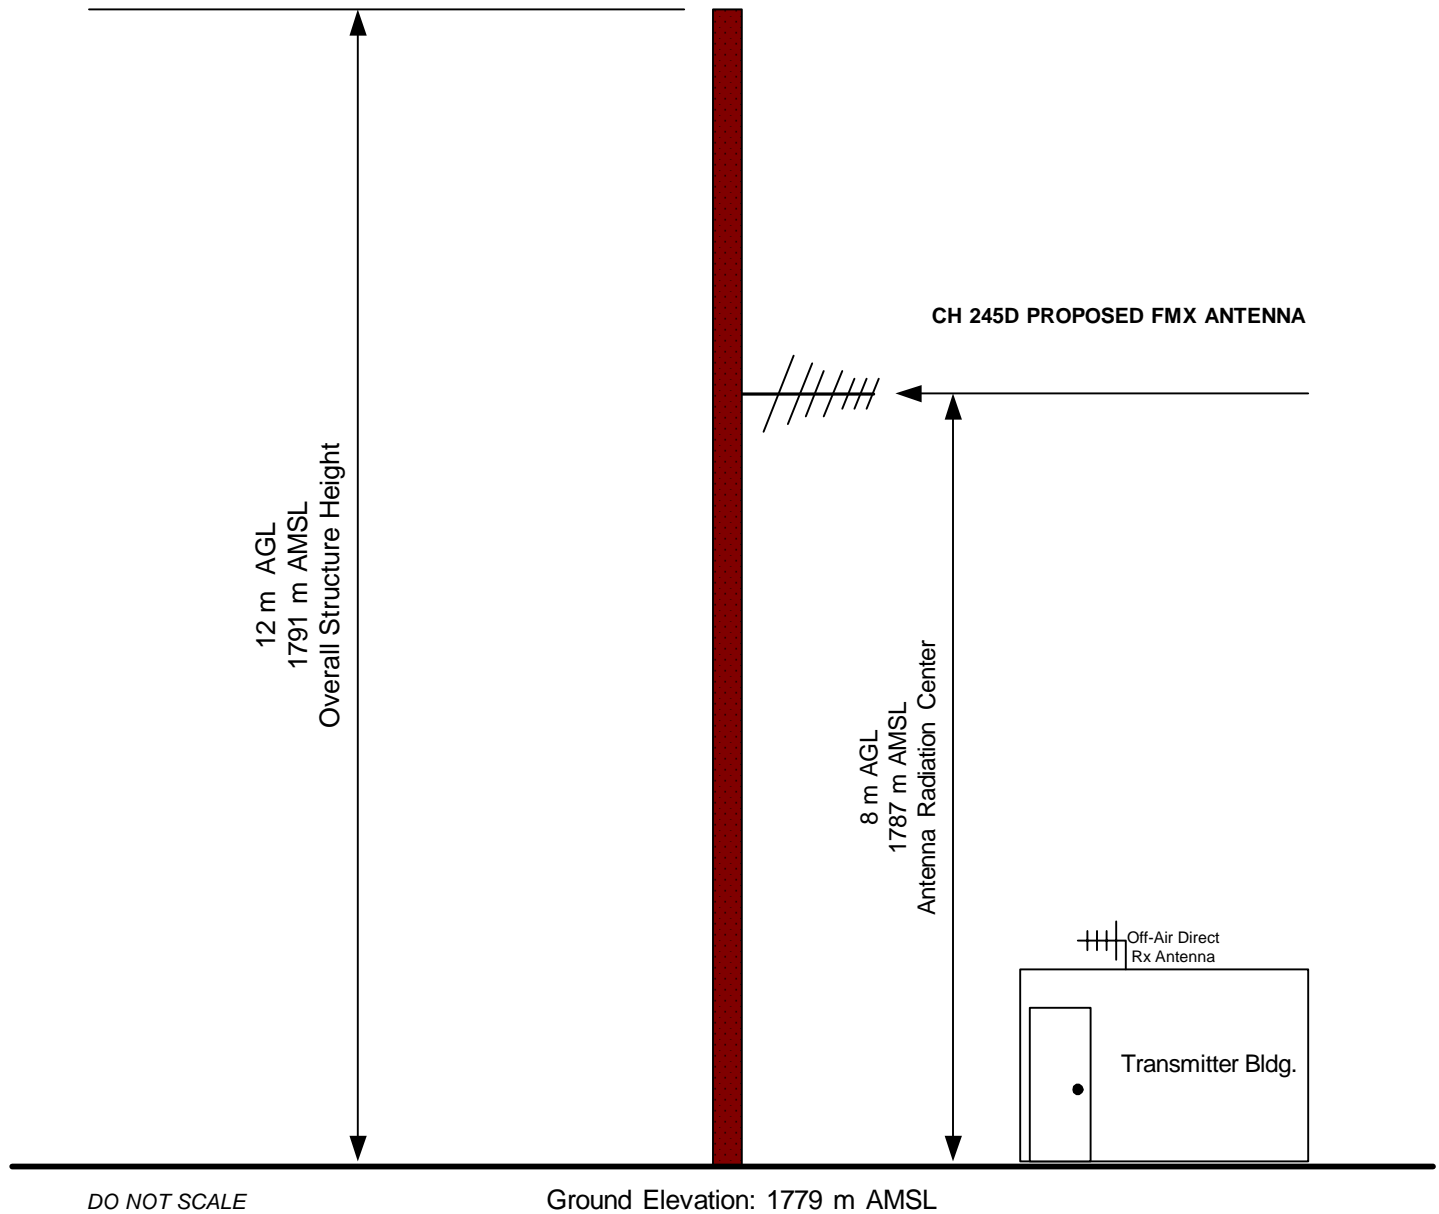 CH 245D PROPOSED FMX ANTENNA
12 m AGL
1791 m AMSL
Overall Structure Height
8 m AGL
1787 m AMSL
Antenna Radiation Center
Off-Air Direct
Rx Antenna
Transmitter Bldg.
DO NOT SCALE
Ground Elevation: 1779 m AMSL